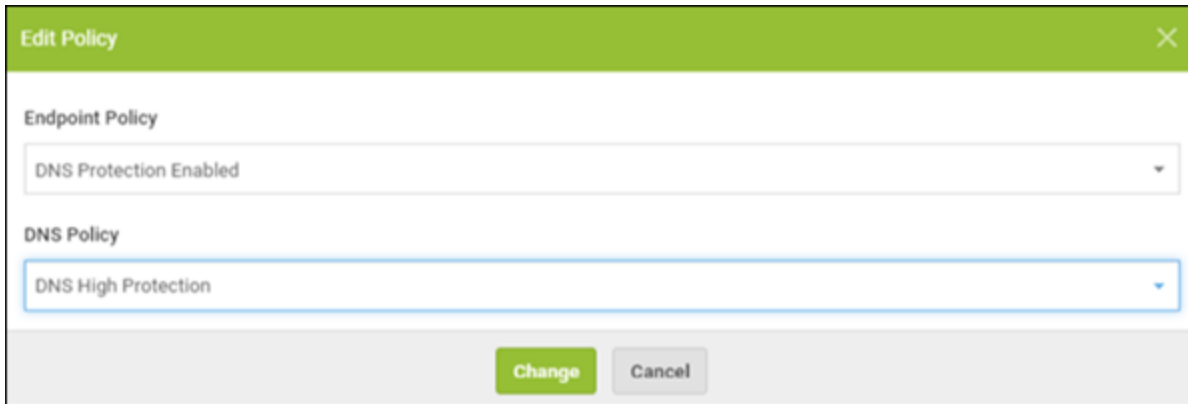 Edit Policy
Endpoint Policy
DNS Protection Enabled
DNS Policy
DNS High Protection
Change Cancel